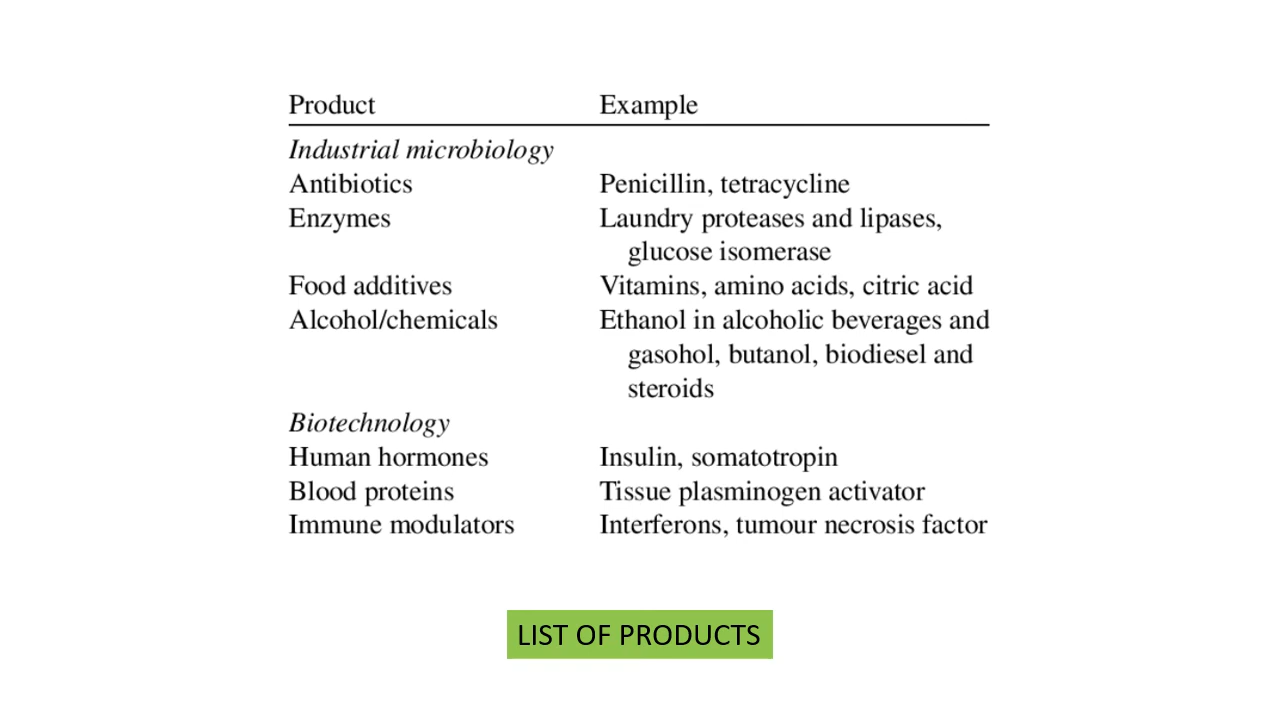 Product Example
Industrial microbiology
Antibiotics Penicillin, tetracycline
Enzymes Laundry proteases and lipases,
glucose isomerase
Food additives Vitamins, amino acids, citric acid
Alcohol/chemicals Ethanol in alcoholic beverages and
gasohol, butanol, biodiesel and
steroids
Biotechnology
Human hormones Insulin, somatotropin
Blood proteins Tissue plasminogen activator
Immune modulators Interferons, tumour necrosis factor
LIST OF PRODUCTS